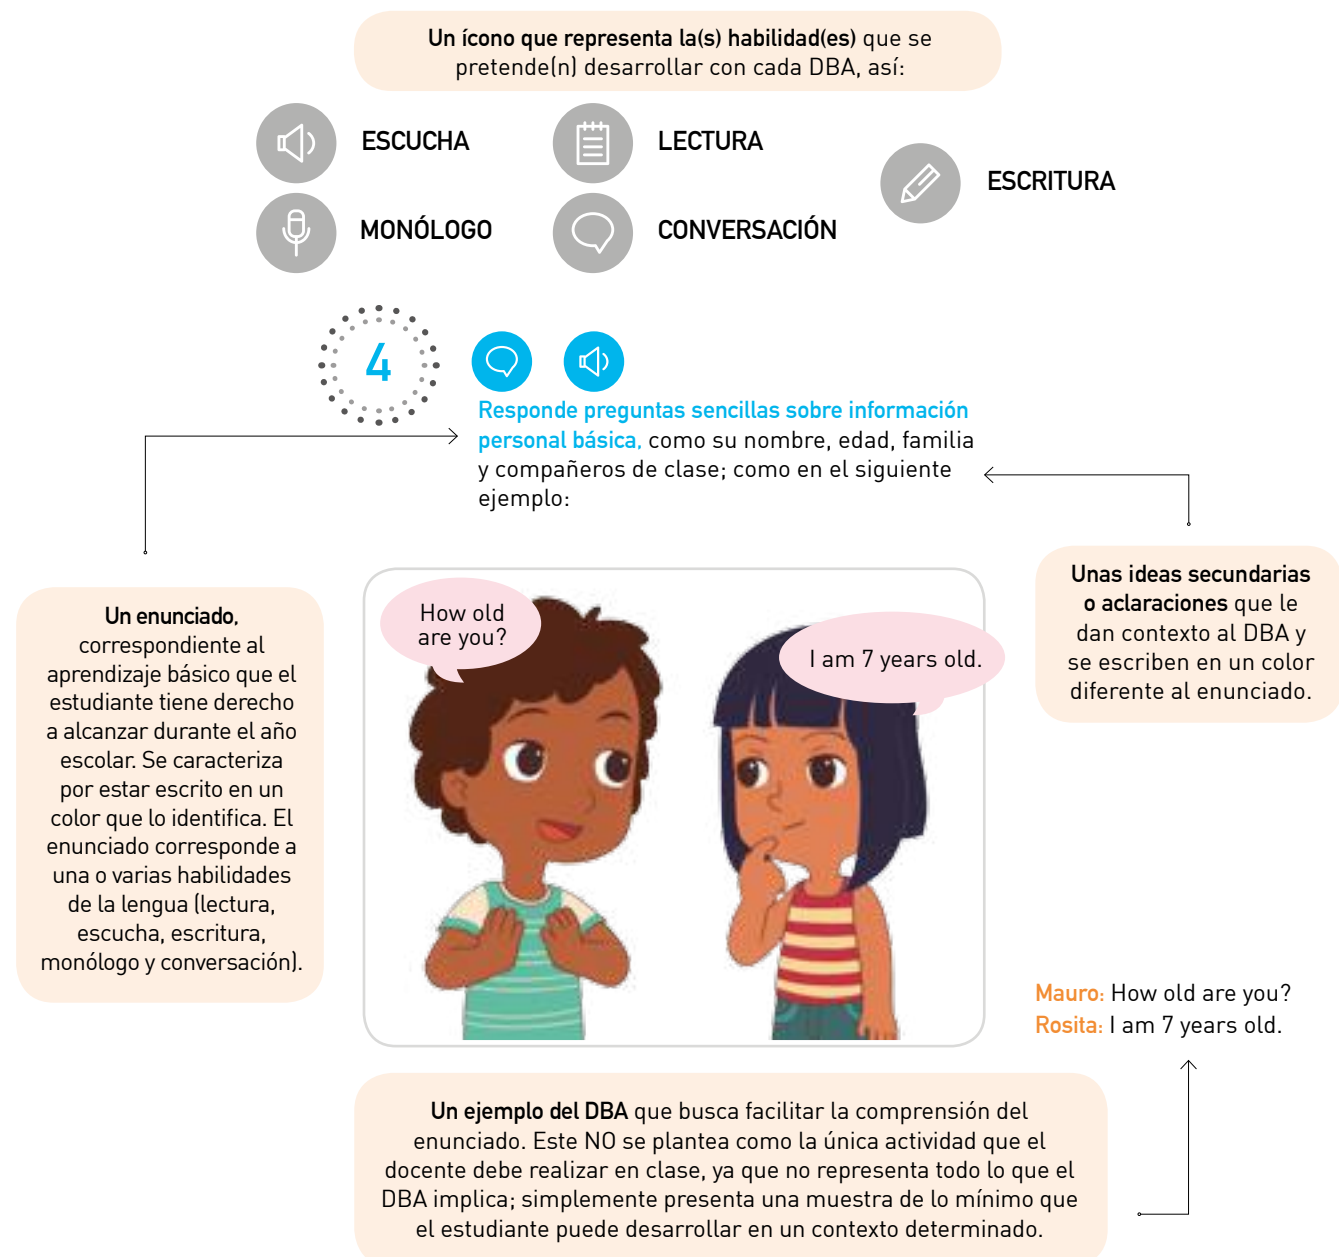 Un ícono que representa la(s) habilidad(es) que se
pretende(n) desarrollar con cada DBA, así:
ESCUCHA
LECTURA
ESCRITURA
MONÓLOGO
CONVERSACIÓN
4
Responde preguntas sencillas sobre información
personal básica, como su nombre, edad, familia
y compañeros de clase; como en el siguiente
ejemplo:
Un enunciado,
correspondiente al
aprendizaje básico que el
estudiante tiene derecho
a alcanzar durante el año
escolar. Se caracteriza
por estar escrito en un
color que lo identifica. El
enunciado corresponde a
una o varias habilidades
de la lengua (lectura,
escucha, escritura,
monólogo y conversación).
How old
are you?
I am 7 years old.
Unas ideas secundarias
o aclaraciones que le
dan contexto al DBA y
se escriben en un color
diferente al enunciado.
Mauro: How old are you?
Rosita: I am 7 years old.
Un ejemplo del DBA que busca facilitar la comprensión del
enunciado. Este NO se plantea como la única actividad que el
docente debe realizar en clase, ya que no representa todo lo que el
DBA implica; simplemente presenta una muestra de lo mínimo que
el estudiante puede desarrollar en un contexto determinado.